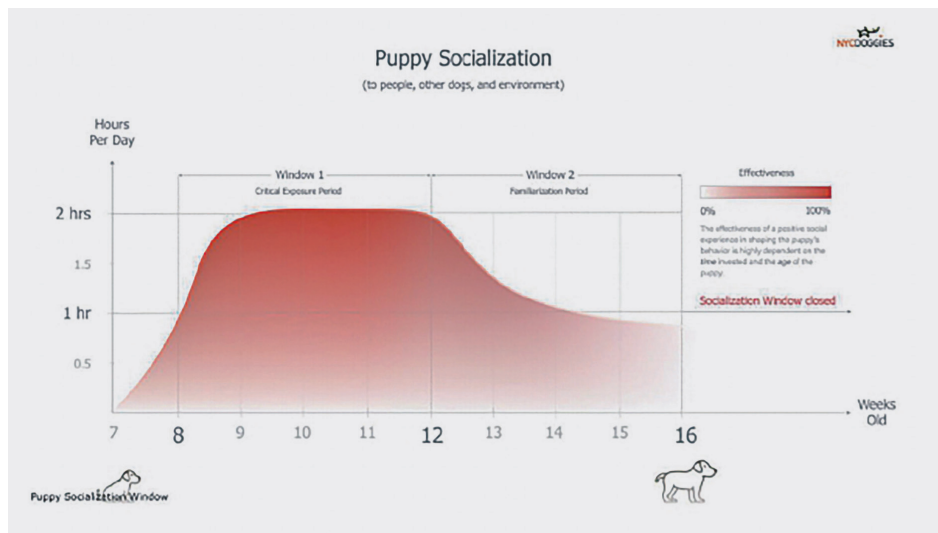 NYCDOGGIES
Puppy Socialization
(to people, other dogs, and environment)
Hours
Per Day
Window 1
Critical Exposure Period
Window 2
Familiarization Period
Effectiveness
0% 100%
The effectiveness of a positive social
experience in shaping the puppy's
behavior is highly dependent on the
time invested and the age of the
puppy.
Socialization Window closed
2 hrs
1.5
1 hr
0.5
7 8 9 10 11 12 13 14 15 16
Weeks
Old
Puppy Socialization Window